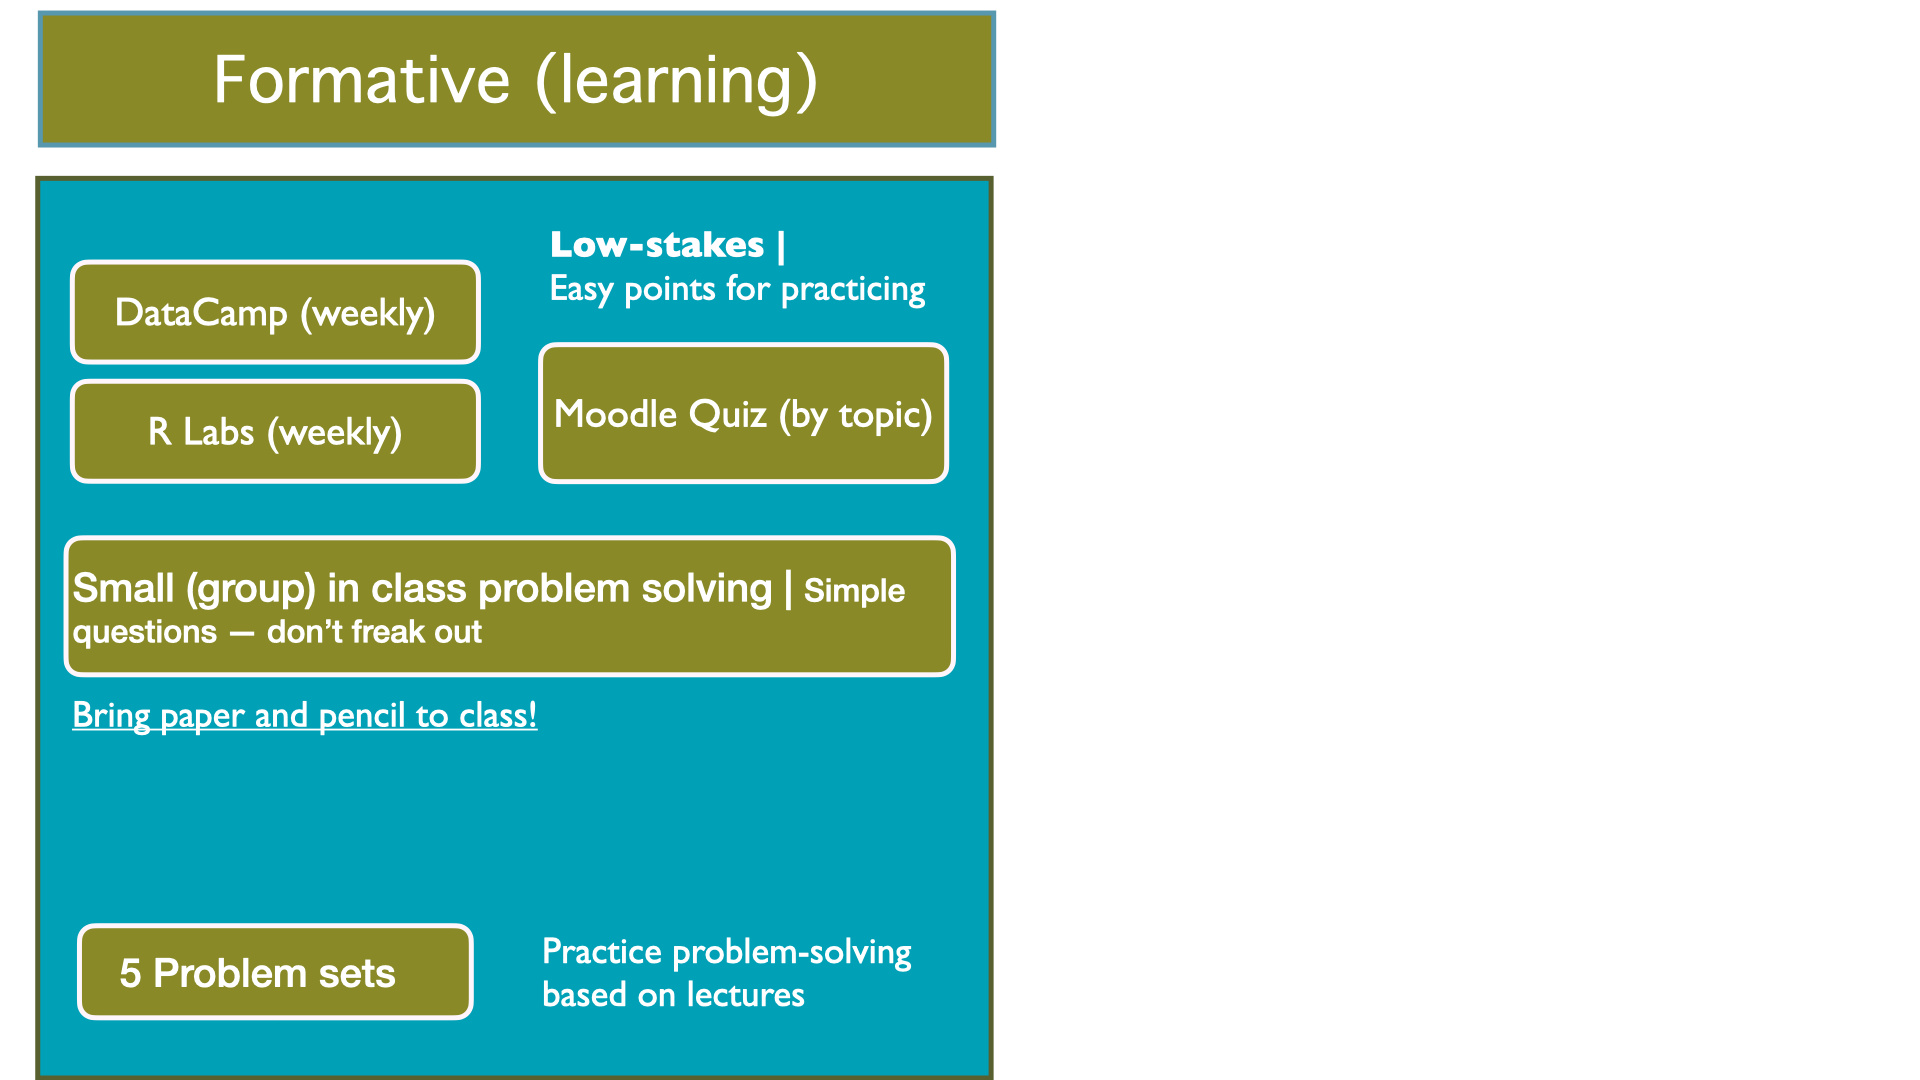 Formative (learning)
Low-stakes |
Easy points for practicing
DataCamp (weekly)
R Labs (weekly)
Moodle Quiz (by topic)
Small (group) in class problem solving | Simple
questions — don’t freak out
Bring paper and pencil to class!
5 Problem sets
Practice problem-solving
based on lectures